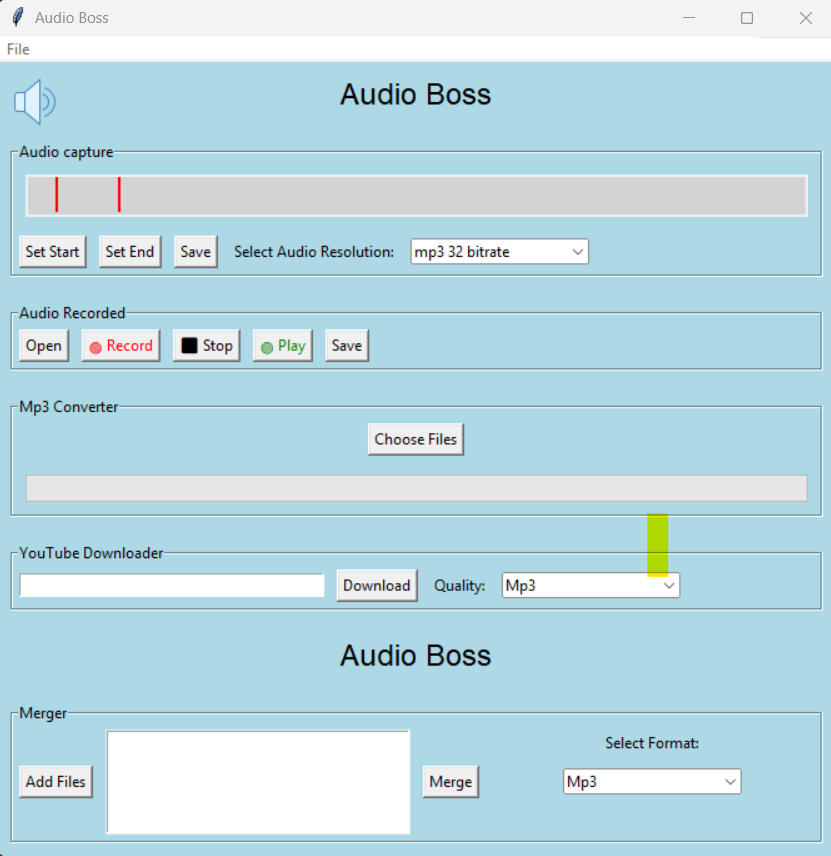 Audio Boss
File
Audio Boss
Audio capture
Set Start Set End Save Select Audio Resolution: mp3 32 bitrate
Audio Recorded
Open Record Stop Play Save
Mp3 Converter
Choose Files
YouTube Downloader
Download Quality: Mp3
Audio Boss
Merger
Select Format:
Add Files Merge Mp3